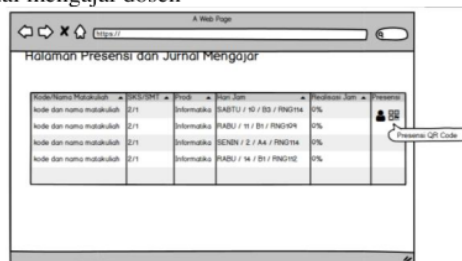 mengajar dosen
A Web Page
https://
Halaman Presensi dan Jurnal Mengajar
Kode/Nama Matakuliah SKS/SMT Prodi Hari Jam Realisasi Jam Presensi
kode dan nama matakuliah 2/1 Informatika SABTU / 10 / B3 / RNG114 0%
kode dan nama matakuliah 2/1 Informatika RABU / 11 / B1 / RNG109 0%
Presensi QR Code
kode dan nama matakuliah 2/1 Informatika SENIN / 2 / A4 / RNG114 0%
kode dan nama matakuliah 2/1 Informatika RABU / 14 / B1 / RNG112 0%